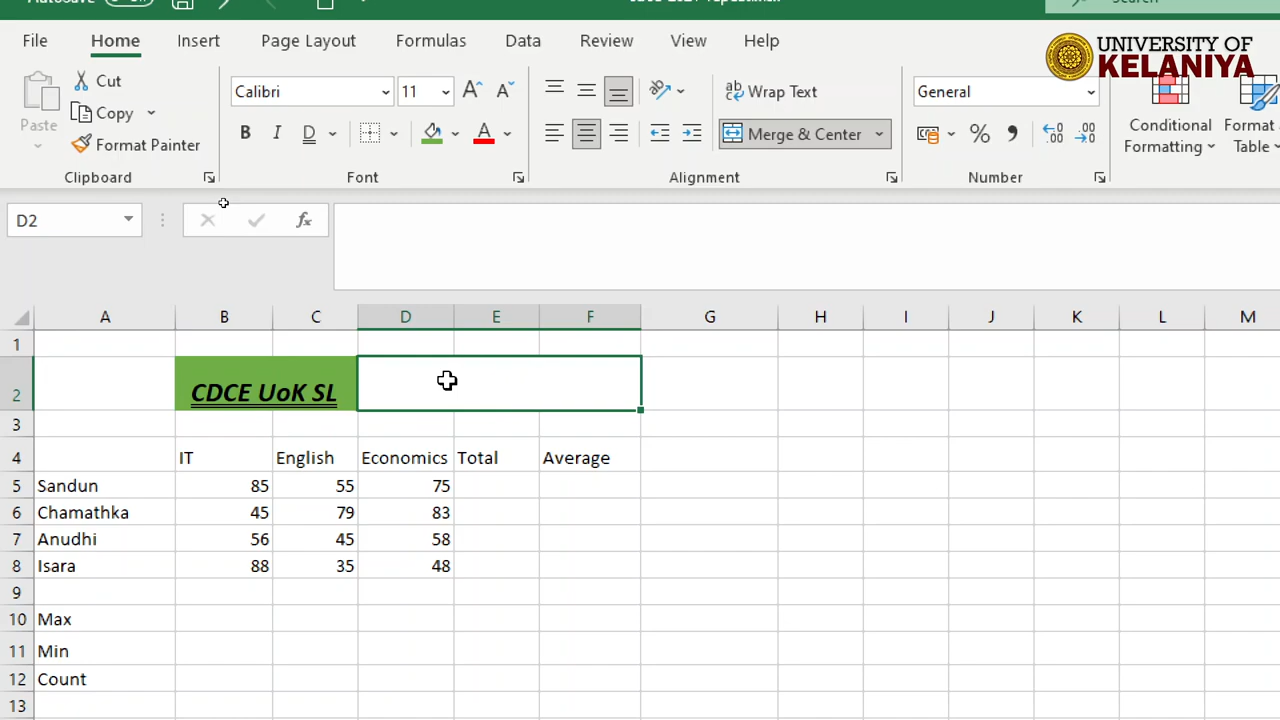 File Home Insert Page Layout Formulas Data Review View Help
UNIVERSITY OF
KELANIYA
Paste
Cut
Copy
Format Painter
Clipboard
Calibri 11
B I D A
Font
ab Wrap Text
Merge & Center
Alignment
General
%
Number
Conditional
Formatting
Format
Table
D2 fx
A B C D E F G H I J K L M
1
2 CDCE UoK SL
3
4 IT English Economics Total Average
5 Sandun 85 55 75
6 Chamathka 45 79 83
7 Anudhi 56 45 58
8 Isara 88 35 48
9
10 Max
11 Min
12 Count
13